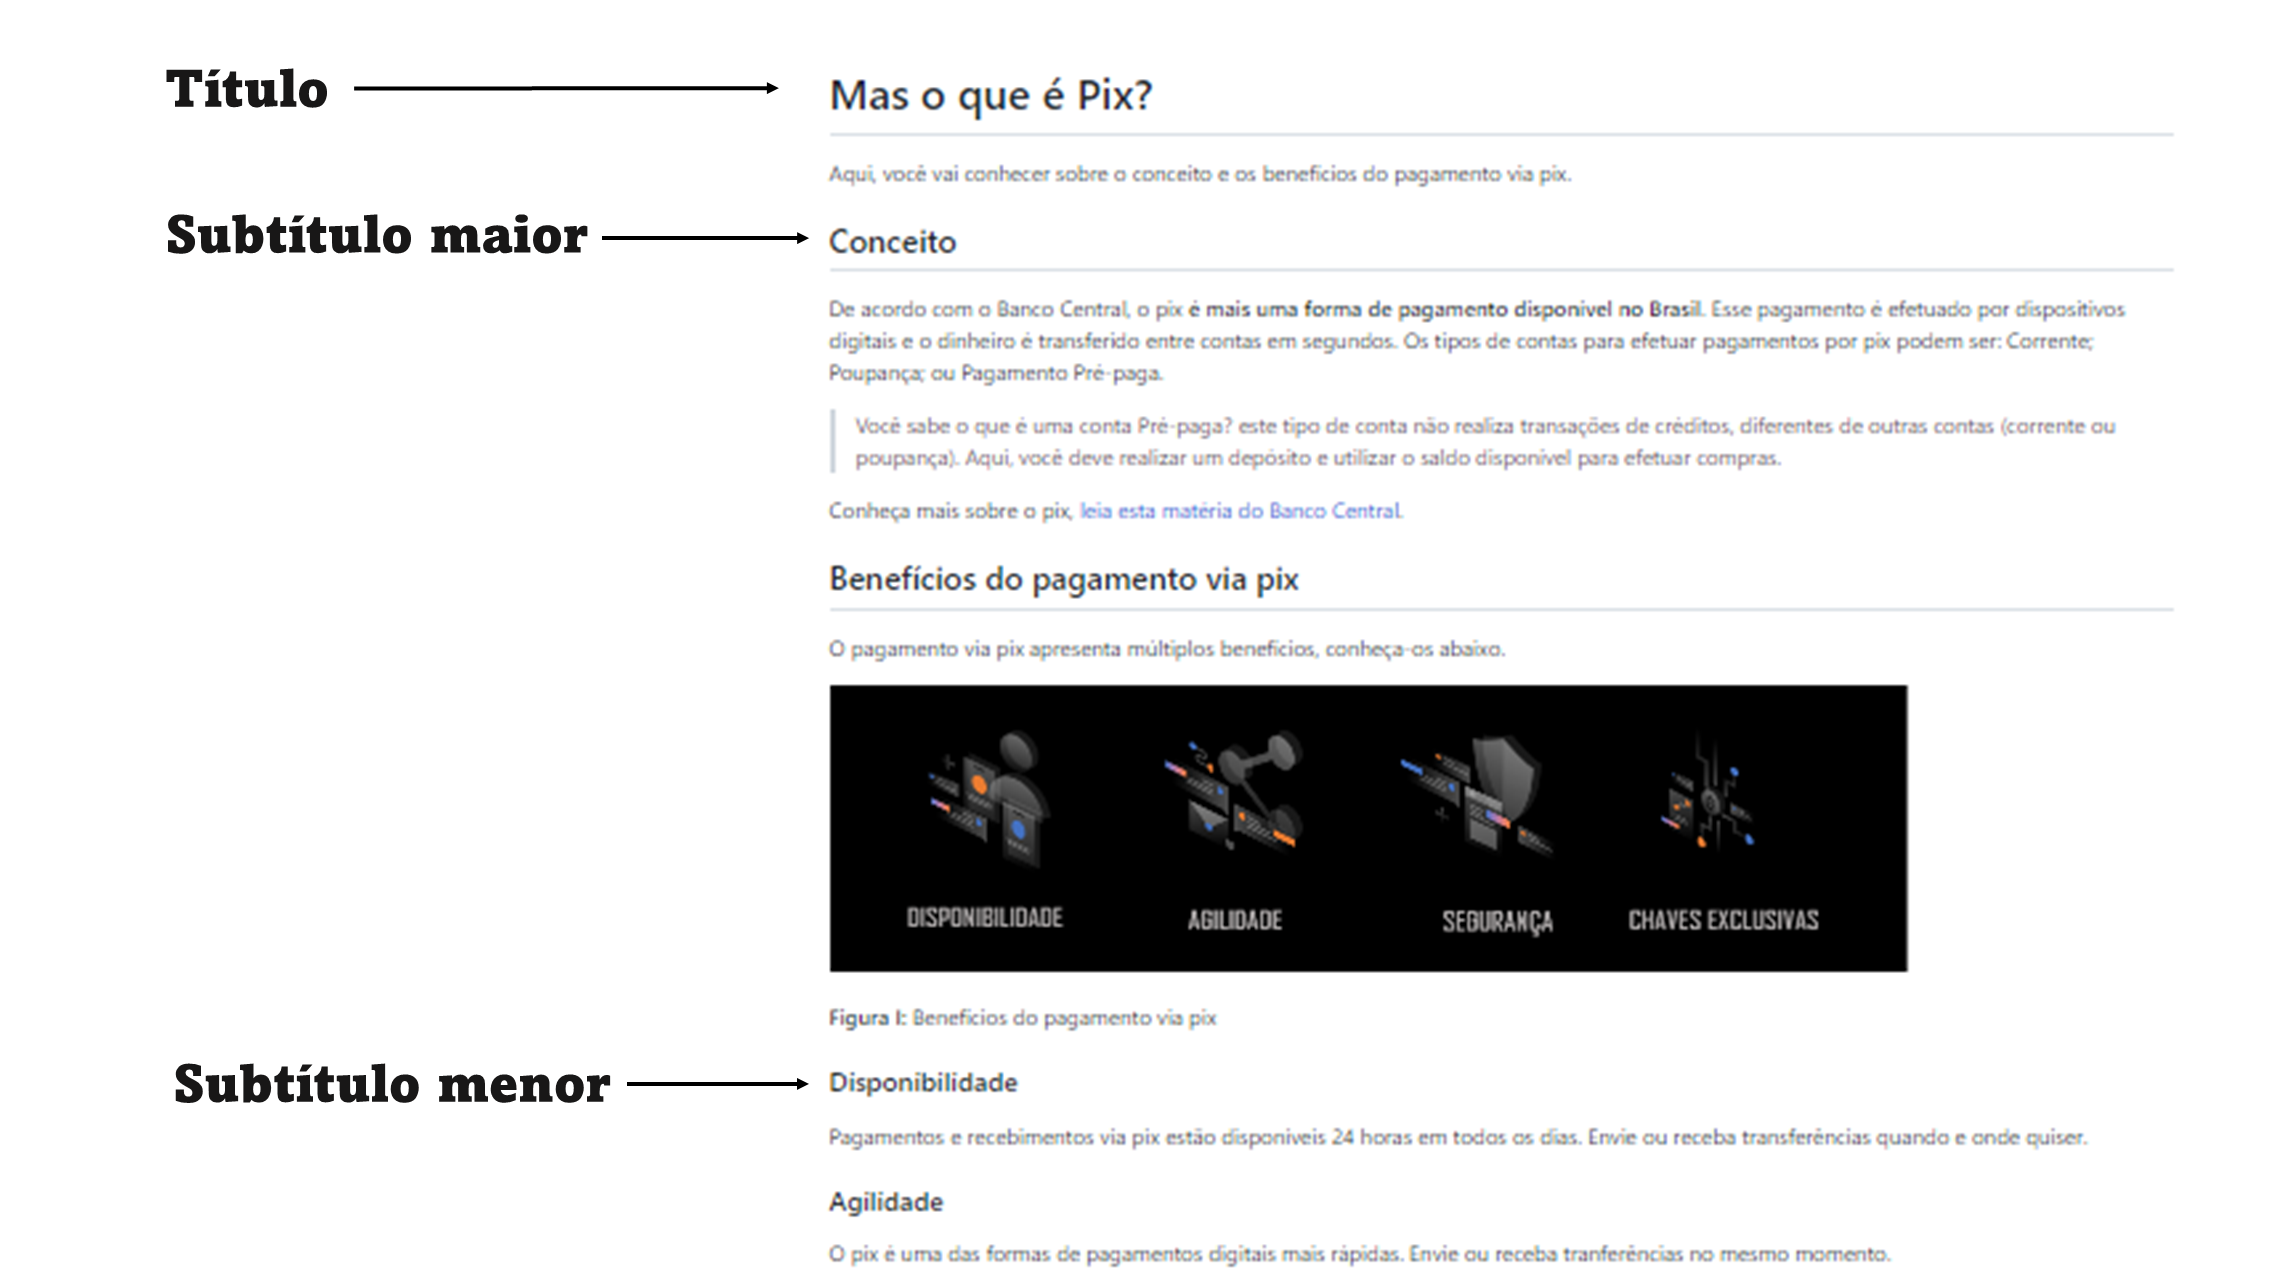 Título
Mas o que é Pix?
Aqui, você vai conhecer sobre o conceito e os benefícios do pagamento via pix.
Subtítulo maior
Conceito
De acordo com o Banco Central, o pix é mais uma forma de pagamento disponível no Brasil. Esse pagamento é efetuado por dispositivos
digitais e o dinheiro é transferido entre contas em segundos. Os tipos de contas para efetuar pagamentos por pix podem ser: Corrente;
Poupança; ou Pagamento Pré-paga.
Você sabe o que é uma conta Pré-paga? este tipo de conta não realiza transações de créditos, diferentes de outras contas (corrente ou
poupança). Aqui, você deve realizar um depósito e utilizar o saldo disponível para efetuar compras.
Conheça mais sobre o pix, leia esta matéria do Banco Central.
Benefícios do pagamento via pix
O pagamento via pix apresenta múltiplos benefícios, conheça-os abaixo.
DISPONIBILIDADE AGILIDADE SEGURANÇA CHAVES EXCLUSIVAS
Figura I: Benefícios do pagamento via pix
Subtítulo menor
Disponibilidade
Pagamentos e recebimentos via pix estão disponíveis 24 horas em todos os dias. Envie ou receba transferências quando e onde quiser.
Agilidade
O pix é uma das formas de pagamentos digitais mais rápidas. Envie ou receba tranferências no mesmo momento.